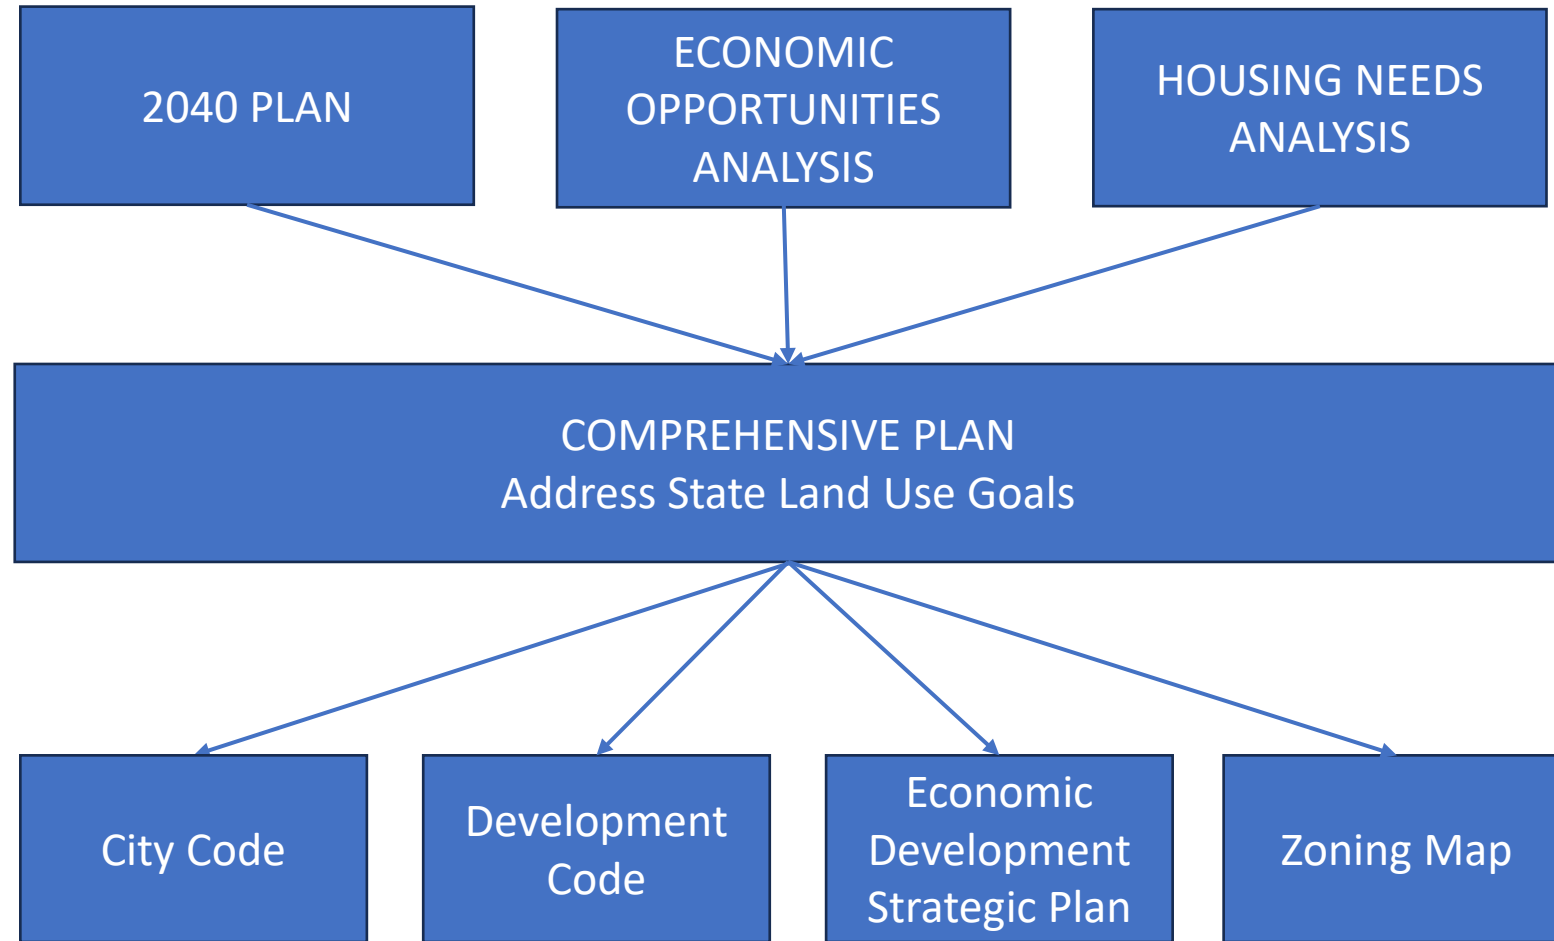 2040 PLAN
ECONOMIC
OPPORTUNITIES
ANALYSIS
HOUSING NEEDS
ANALYSIS
COMPREHENSIVE PLAN
Address State Land Use Goals
City Code
Development
Code
Economic
Development
Strategic Plan
Zoning Map